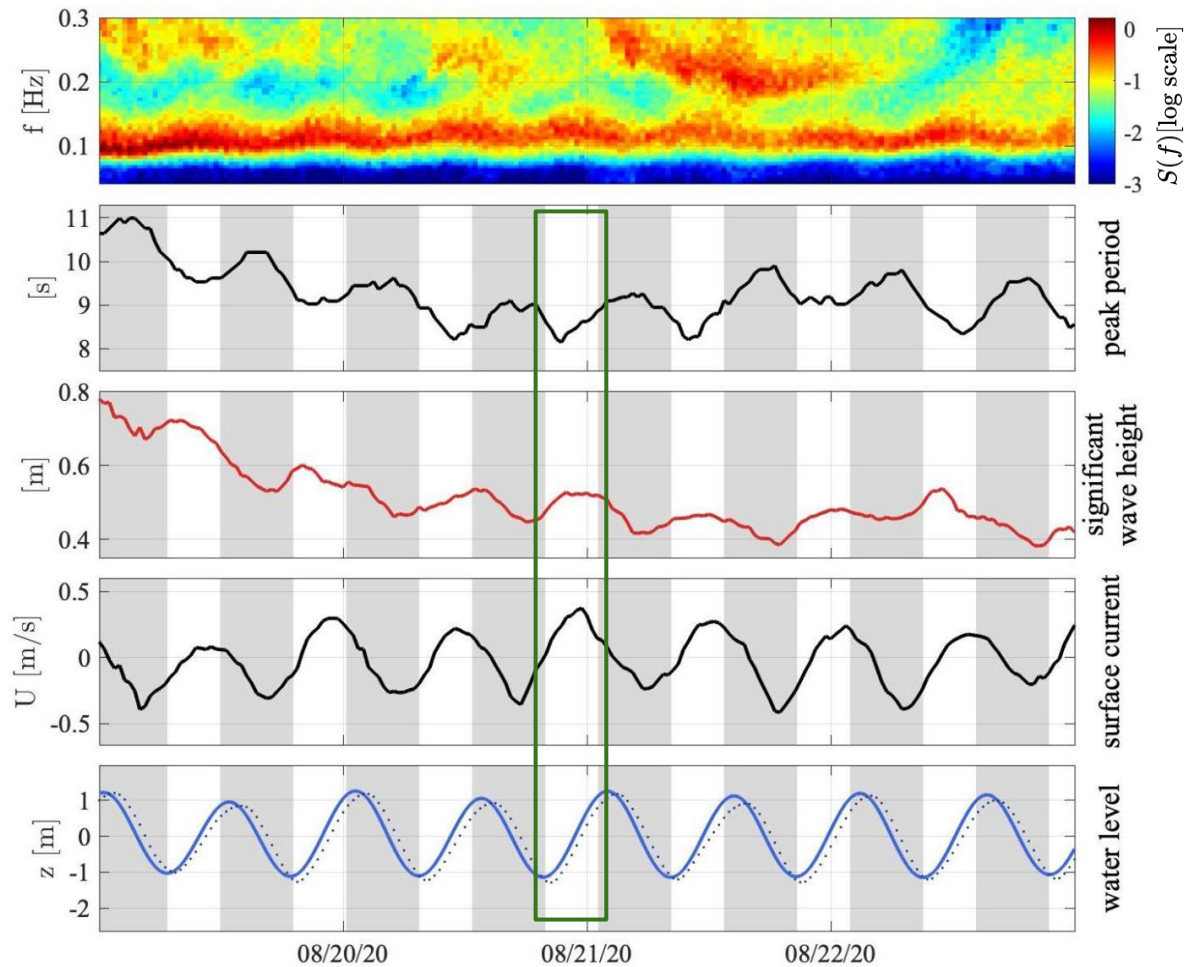 0.3
0.2
0.1
f [Hz]
0
-1
-2
-3
S(f)[log scale]
11
10
9
8
[s]
peak period
0.8
0.6
0.4
[m]
significant
wave height
0.5
0
-0.5
U [m/s]
surface current
1
0
-1
-2
z [m]
water level
08/20/20
08/21/20
08/22/20